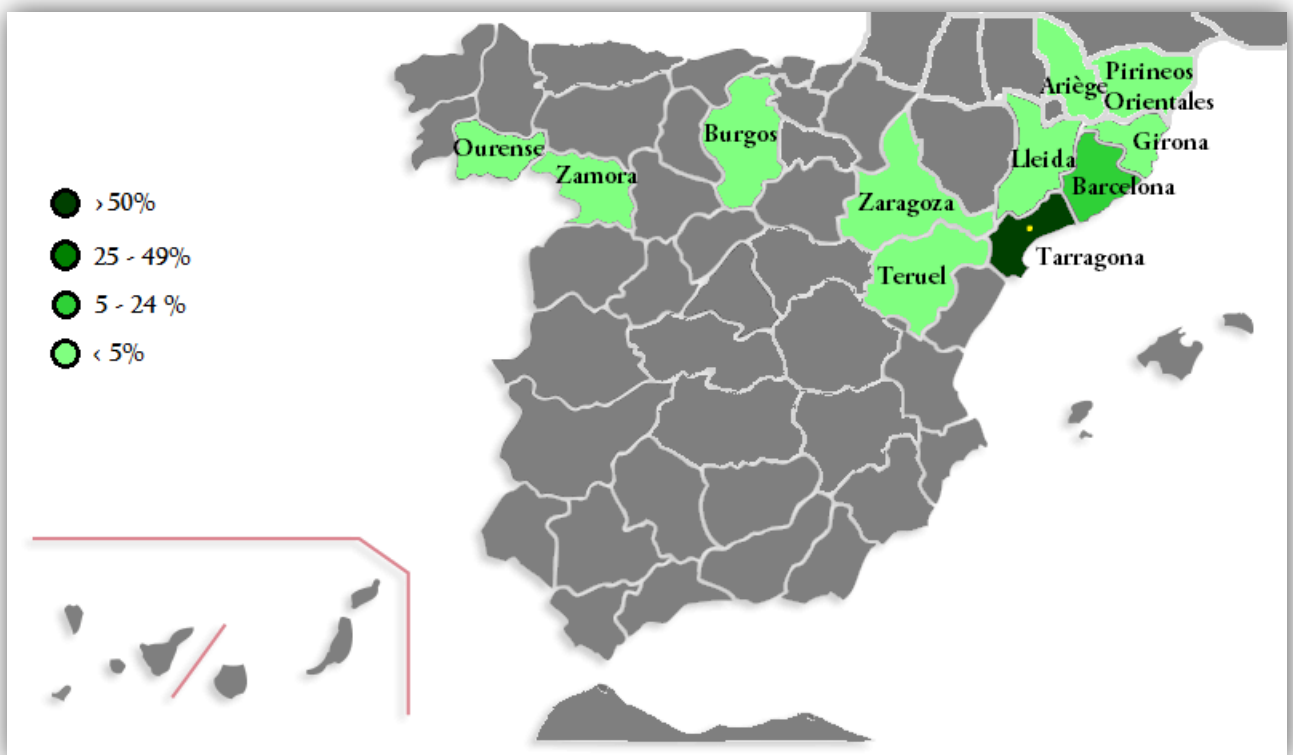 > 50%
25 - 49%
5 - 24 %
< 5%
Ourense
Zamora
Burgos
Zaragoza
Teruel
Lleida
Ariège
Pirineos
Orientales
Girona
Barcelona
Tarragona